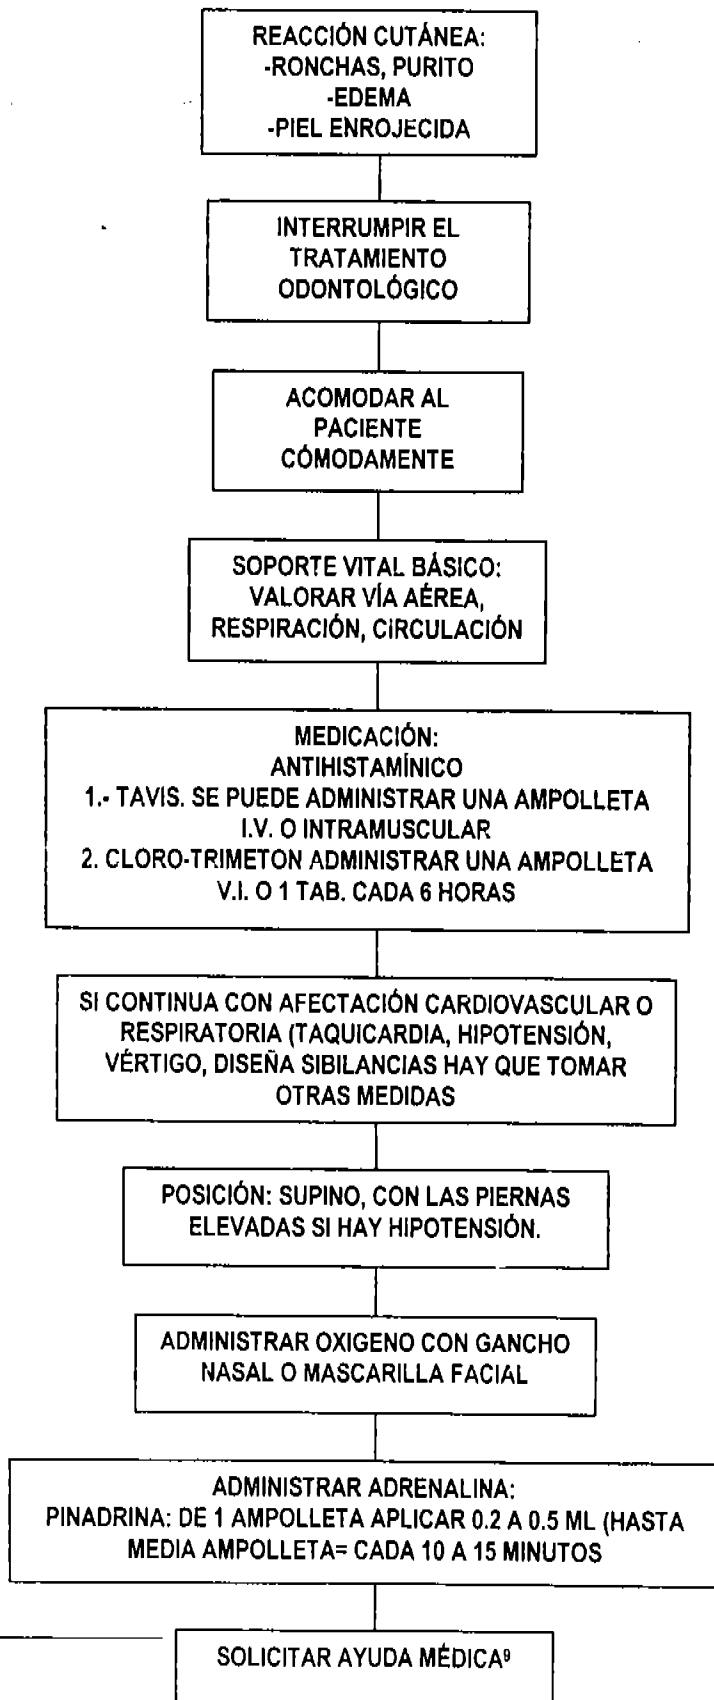 REACCIÓN CUTÁNEA:
-RONCHAS, PURITO
-EDEMA
-PIEL ENROJECIDA
INTERRUMPIR EL
TRATAMIENTO
ODONTOLÓGICO
ACOMODAR AL
PACIENTE
CÓMODAMENTE
SOPORTE VITAL BÁSICO:
VALORAR VÍA AÉREA,
RESPIRACIÓN, CIRCULACIÓN
MEDICACIÓN:
ANTIHISTAMÍNICO
1.- TAVIS. SE PUEDE ADMINISTRAR UNA AMPOLLETA
I.V. O INTRAMUSCULAR
2. CLORO-TRIMETON ADMINISTRAR UNA AMPOLLETA
V.I. O 1 TAB. CADA 6 HORAS
SI CONTINUA CON AFECTACIÓN CARDIOVASCULAR O
RESPIRATORIA (TAQUICARDIA, HIPOTENSIÓN,
VÉRTIGO, DISEÑA SIBILANCIAS HAY QUE TOMAR
OTRAS MEDIDAS
POSICIÓN: SUPINO, CON LAS PIERNAS
ELEVADAS SI HAY HIPOTENSIÓN.
ADMINISTRAR OXIGENO CON GANCHO
NASAL O MASCARILLA FACIAL
ADMINISTRAR ADRENALINA:
PINADRINA: DE 1 AMPOLLETA APLICAR 0.2 A 0.5 ML (HASTA
MEDIA AMPOLLETA= CADA 10 A 15 MINUTOS
SOLICITAR AYUDA MÉDICA⁹